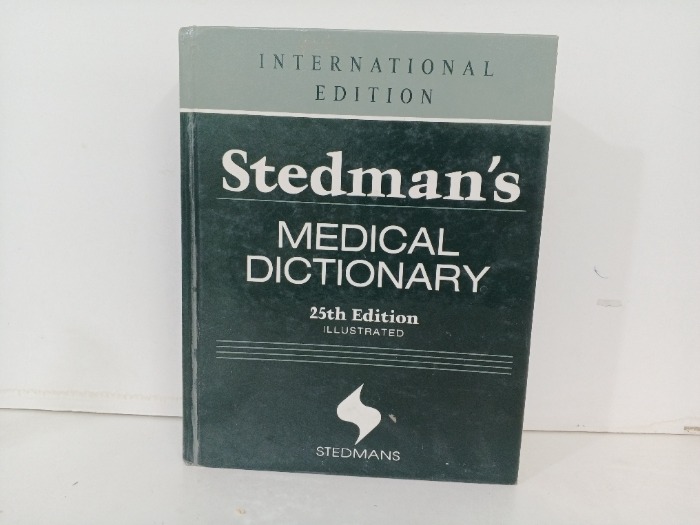 INTERNATIONAL
EDITION
Stedman's
MEDICAL
DICTIONARY
25th Edition
ILLUSTRATED
STEDMANS